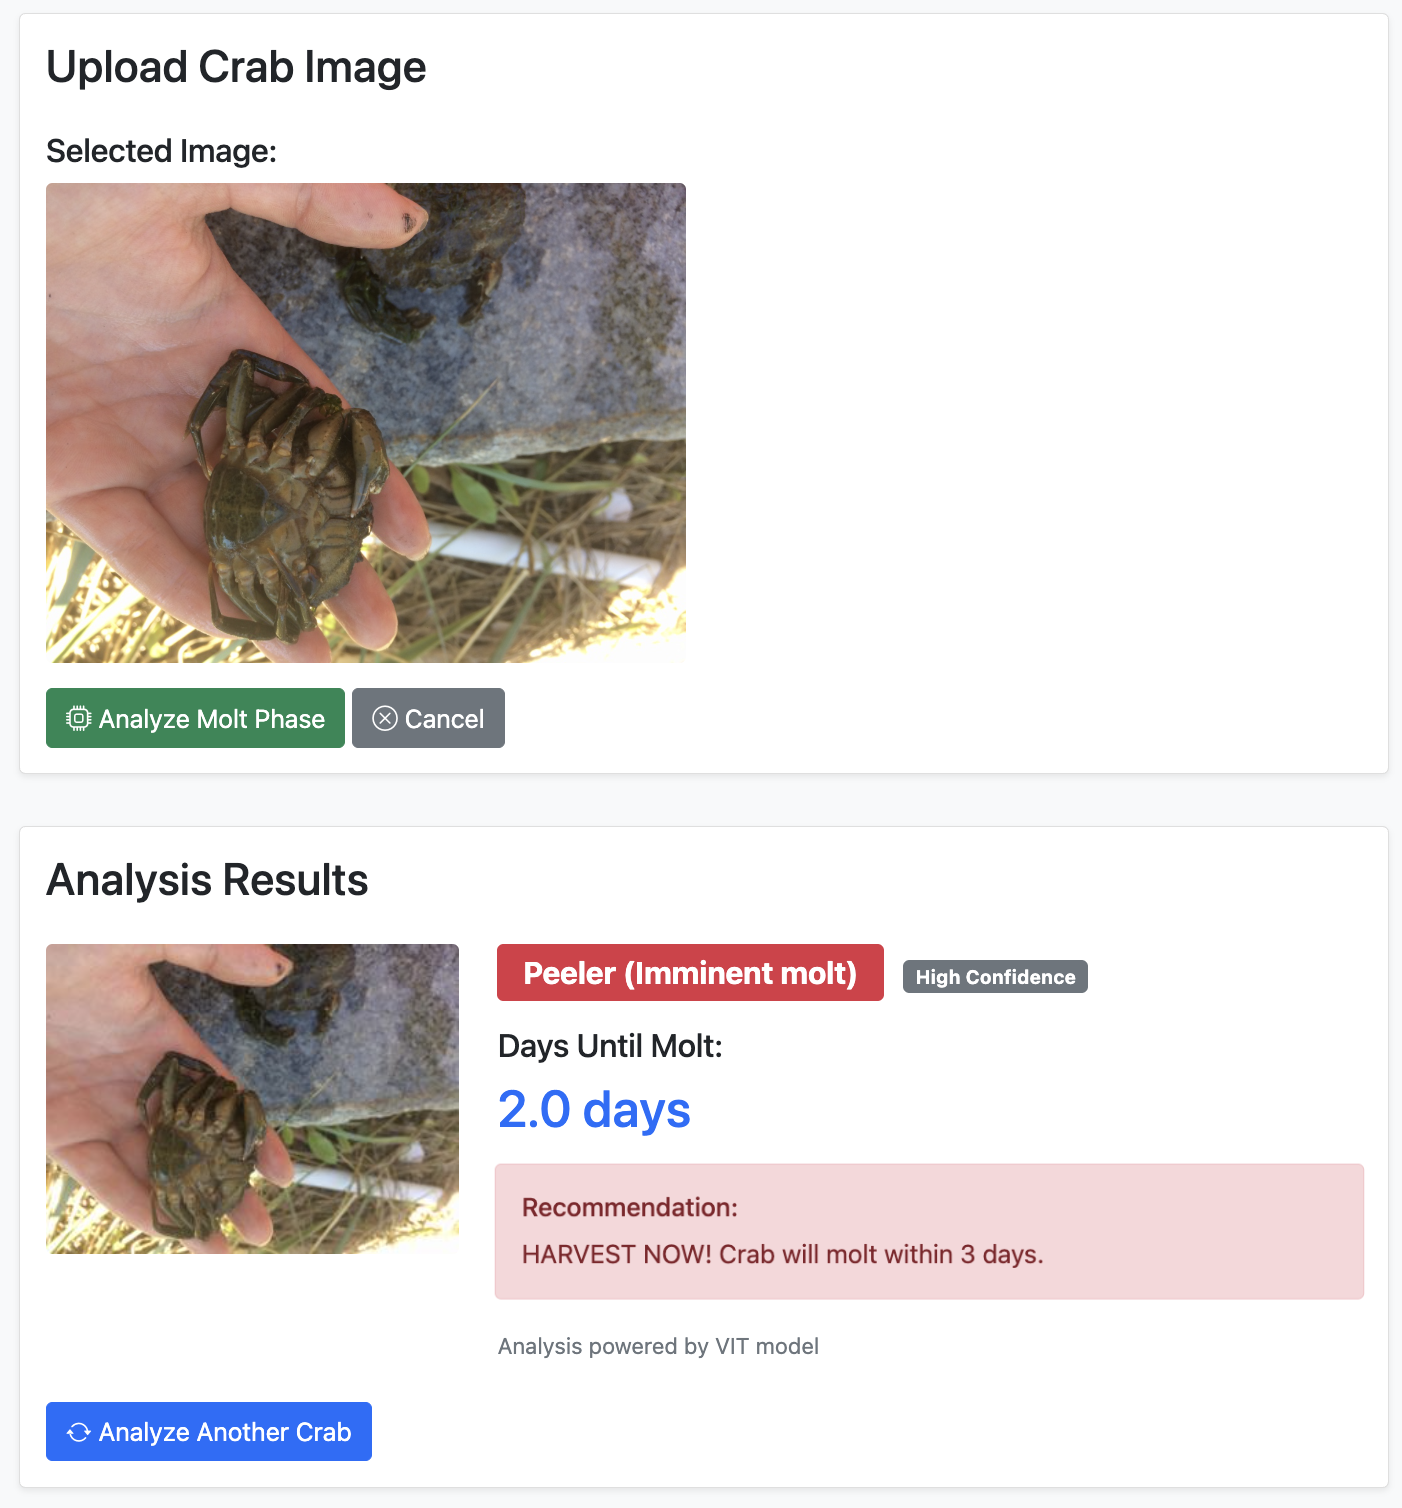 Upload Crab Image
Selected Image:
Analyze Molt Phase
Cancel
Analysis Results
Peeler (Imminent molt)
High Confidence
Days Until Molt:
2.0 days
Recommendation:
HARVEST NOW! Crab will molt within 3 days.
Analysis powered by VIT model
Analyze Another Crab